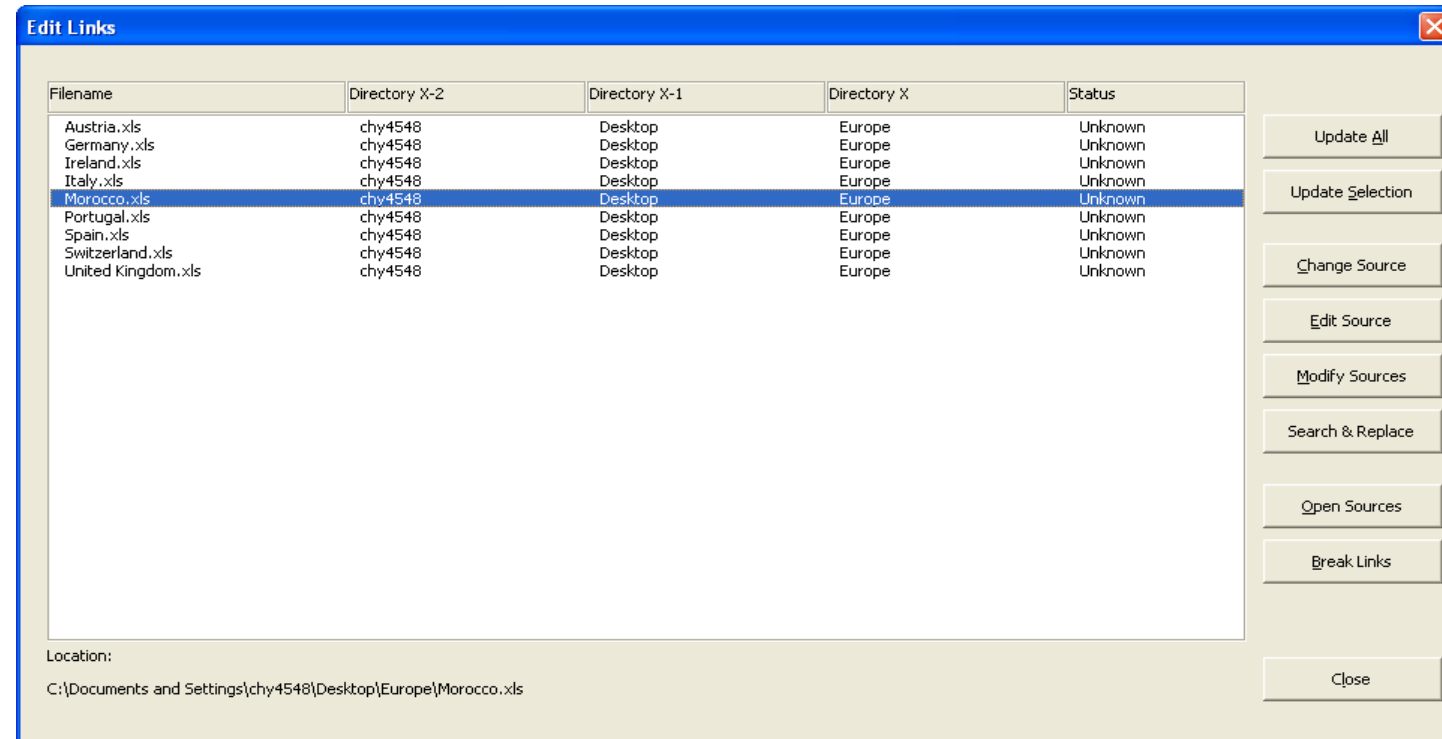 Edit Links
Filename Directory X-2 Directory X-1 Directory X Status
Austria.xls chy4548 Desktop Europe Unknown
Germany.xls chy4548 Desktop Europe Unknown
Ireland.xls chy4548 Desktop Europe Unknown
Italy.xls chy4548 Desktop Europe Unknown
Morocco.xls chy4548 Desktop Europe Unknown
Portugal.xls chy4548 Desktop Europe Unknown
Spain.xls chy4548 Desktop Europe Unknown
Switzerland.xls chy4548 Desktop Europe Unknown
United Kingdom.xls chy4548 Desktop Europe Unknown
Update All
Update Selection
Change Source
Edit Source
Modify Sources
Search & Replace
Open Sources
Break Links
Location:
C:\Documents and Settings\chy4548\Desktop\Europe\Morocco.xls
Close